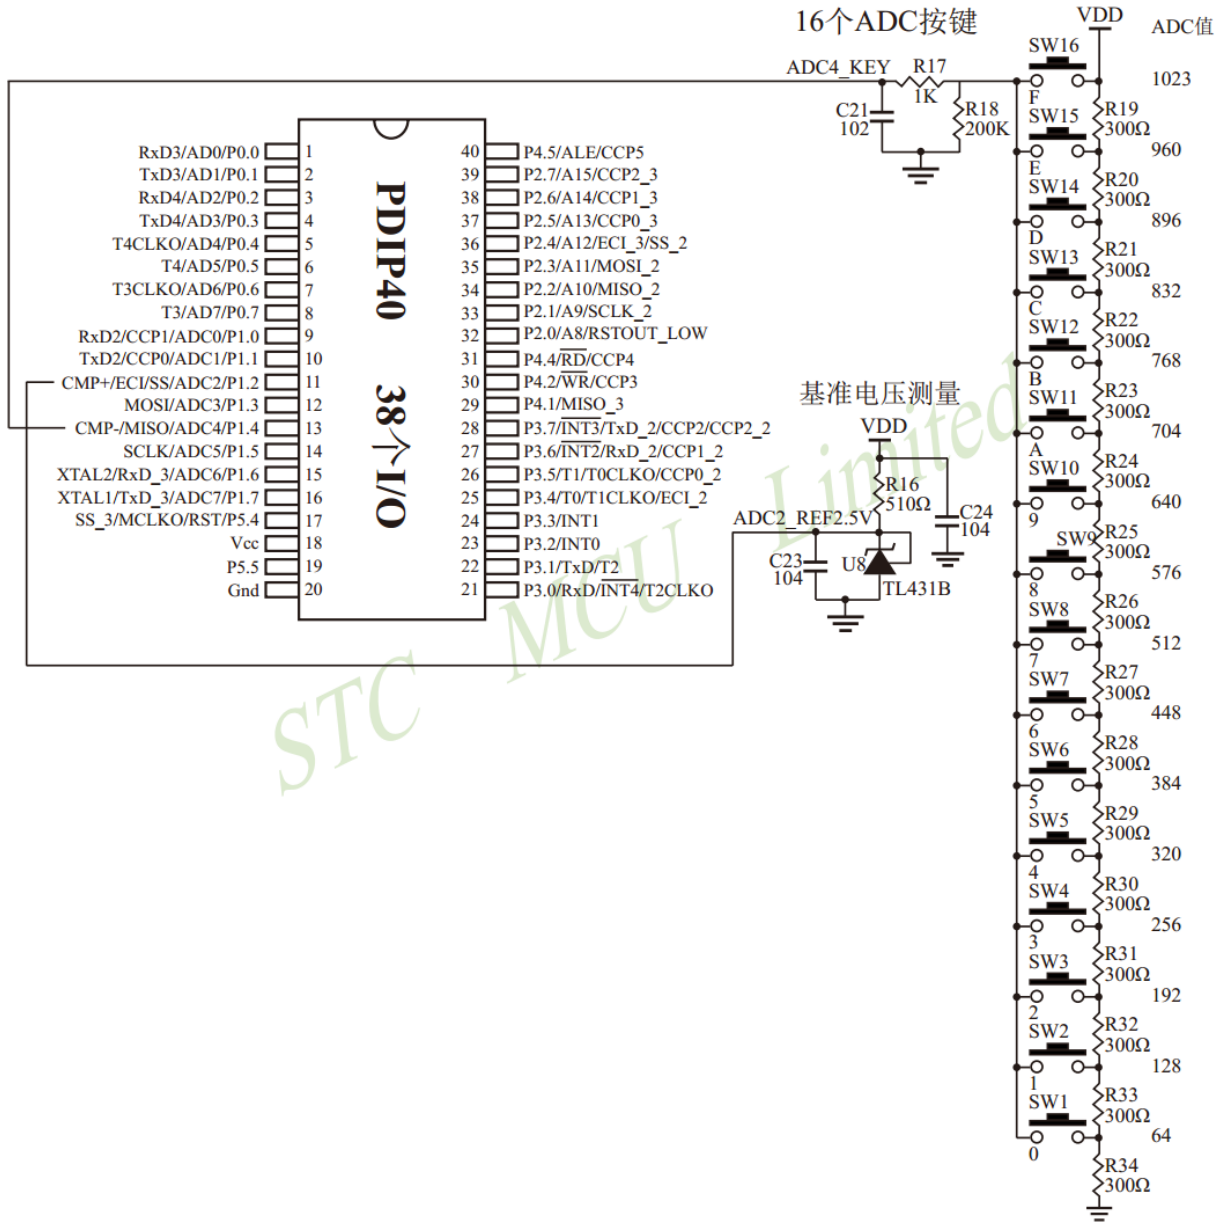 16个ADC按键
VDD
ADC值
ADC4_KEY
R17
1K
C21
102
R18
200K
SW16
1023
F
R19
300Ω
SW15
960
E
R20
300Ω
SW14
896
D
R21
300Ω
SW13
832
C
R22
300Ω
SW12
768
B
R23
300Ω
SW11
704
A
R24
300Ω
SW10
640
9
R25
300Ω
SW9
576
8
R26
300Ω
SW8
512
7
R27
300Ω
SW7
448
6
R28
300Ω
SW6
384
5
R29
300Ω
SW5
320
4
R30
300Ω
SW4
256
3
R31
300Ω
SW3
192
2
R32
300Ω
SW2
128
1
R33
300Ω
SW1
64
0
R34
300Ω
PDIP40 38个I/O
RxD3/AD0/P0.0 1
TxD3/AD1/P0.1 2
RxD4/AD2/P0.2 3
TxD4/AD3/P0.3 4
T4CLKO/AD4/P0.4 5
T4/AD5/P0.5 6
T3CLKO/AD6/P0.6 7
T3/AD7/P0.7 8
RxD2/CCP1/ADC0/P1.0 9
TxD2/CCP0/ADC1/P1.1 10
CMP+/ECI/SS/ADC2/P1.2 11
MOSI/ADC3/P1.3 12
CMP-/MISO/ADC4/P1.4 13
SCLK/ADC5/P1.5 14
XTAL2/RxD_3/ADC6/P1.6 15
XTAL1/TxD_3/ADC7/P1.7 16
SS_3/MCLKO/RST/P5.4 17
Vcc 18
P5.5 19
Gnd 20
40 P4.5/ALE/CCP5
39 P2.7/A15/CCP2_3
38 P2.6/A14/CCP1_3
37 P2.5/A13/CCP0_3
36 P2.4/A12/ECI_3/SS_2
35 P2.3/A11/MOSI_2
34 P2.2/A10/MISO_2
33 P2.1/A9/SCLK_2
32 P2.0/A8/RSTOUT_LOW
31 P4.4/RD/CCP4
30 P4.2/WR/CCP3
29 P4.1/MISO_3
28 P3.7/INT3/TxD_2/CCP2/CCP2_2
27 P3.6/INT2/RxD_2/CCP1_2
26 P3.5/T1/T0CLKO/CCP0_2
25 P3.4/T0/T1CLKO/ECI_2
24 P3.3/INT1
23 P3.2/INT0
22 P3.1/TxD/T2
21 P3.0/RxD/INT4/T2CLKO
基准电压测量
VDD
R16
510Ω
ADC2_REF2.5V
C24
104
C23
104
U8
TL431B
STC MCU Limited